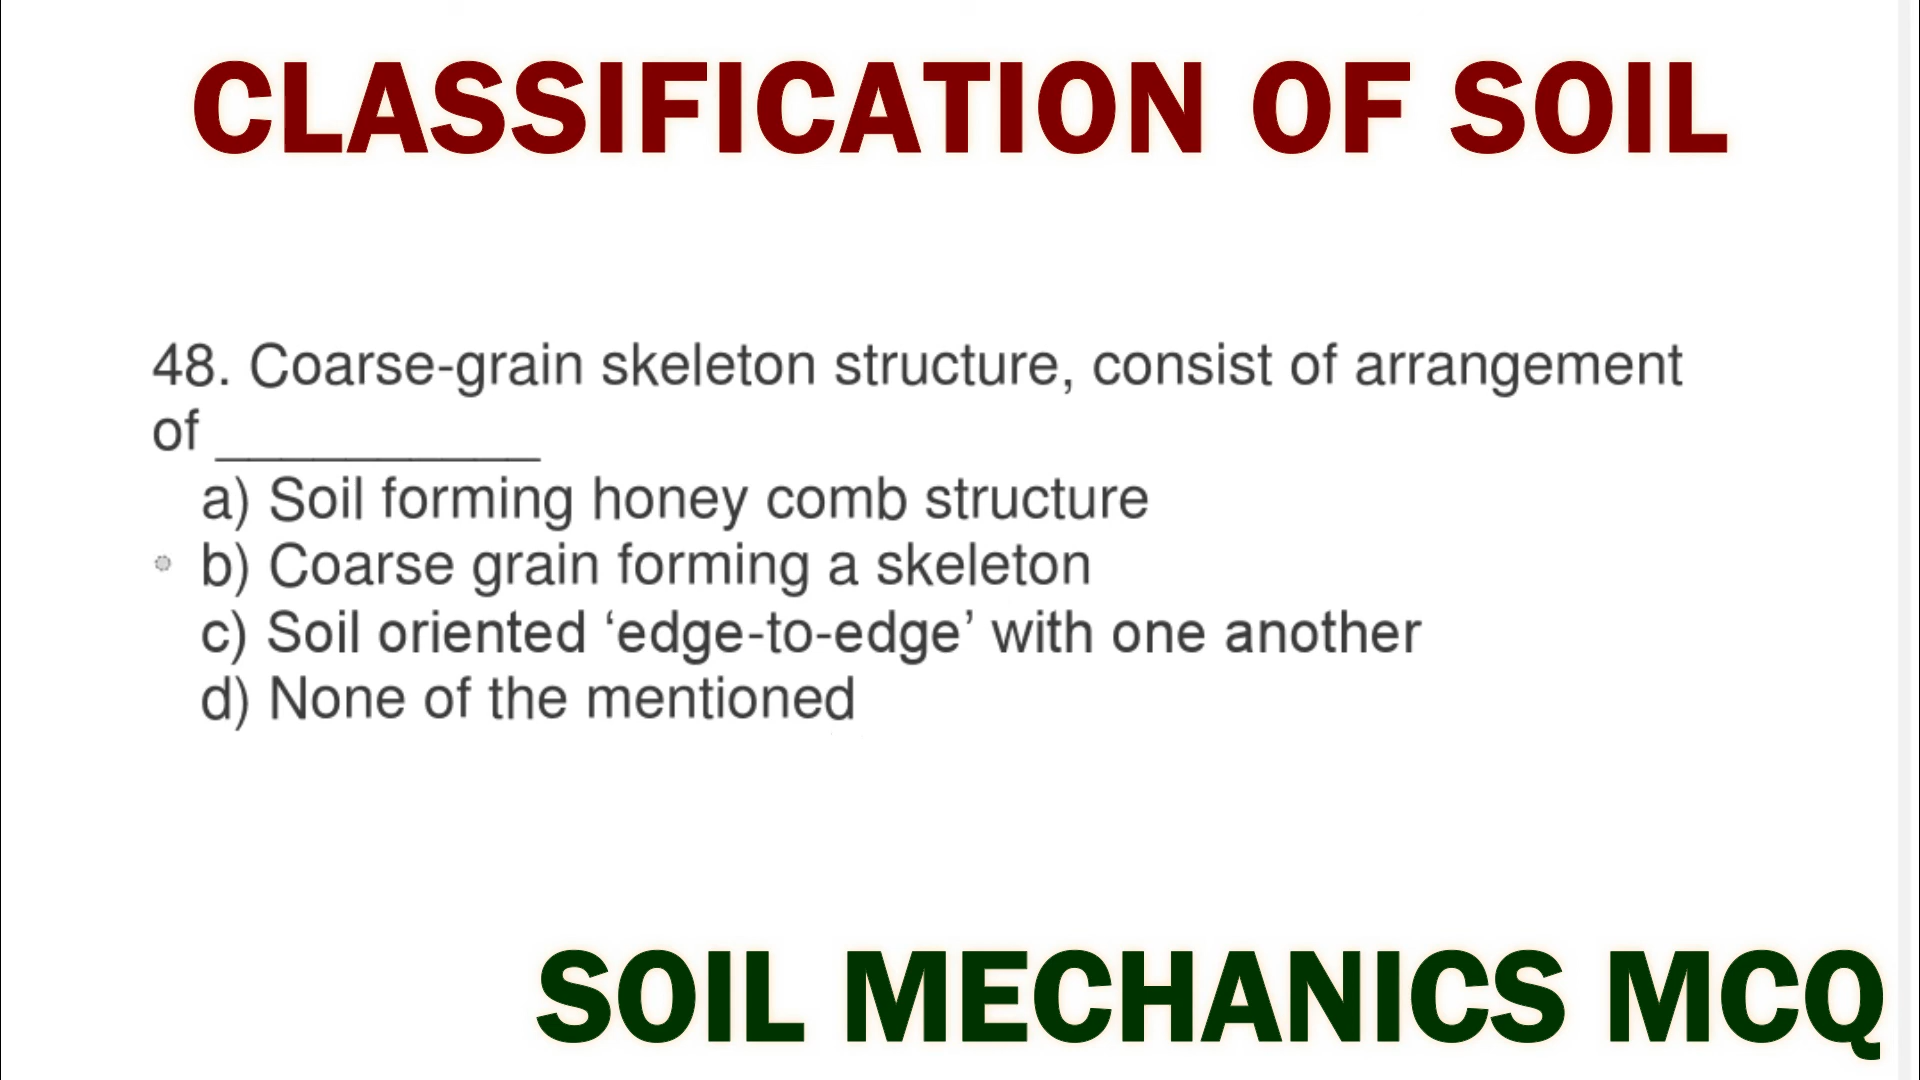 CLASSIFICATION OF SOIL
48. Coarse-grain skeleton structure, consist of arrangement
of __________
a) Soil forming honey comb structure
b) Coarse grain forming a skeleton
c) Soil oriented ‘edge-to-edge’ with one another
d) None of the mentioned
SOIL MECHANICS MCQ